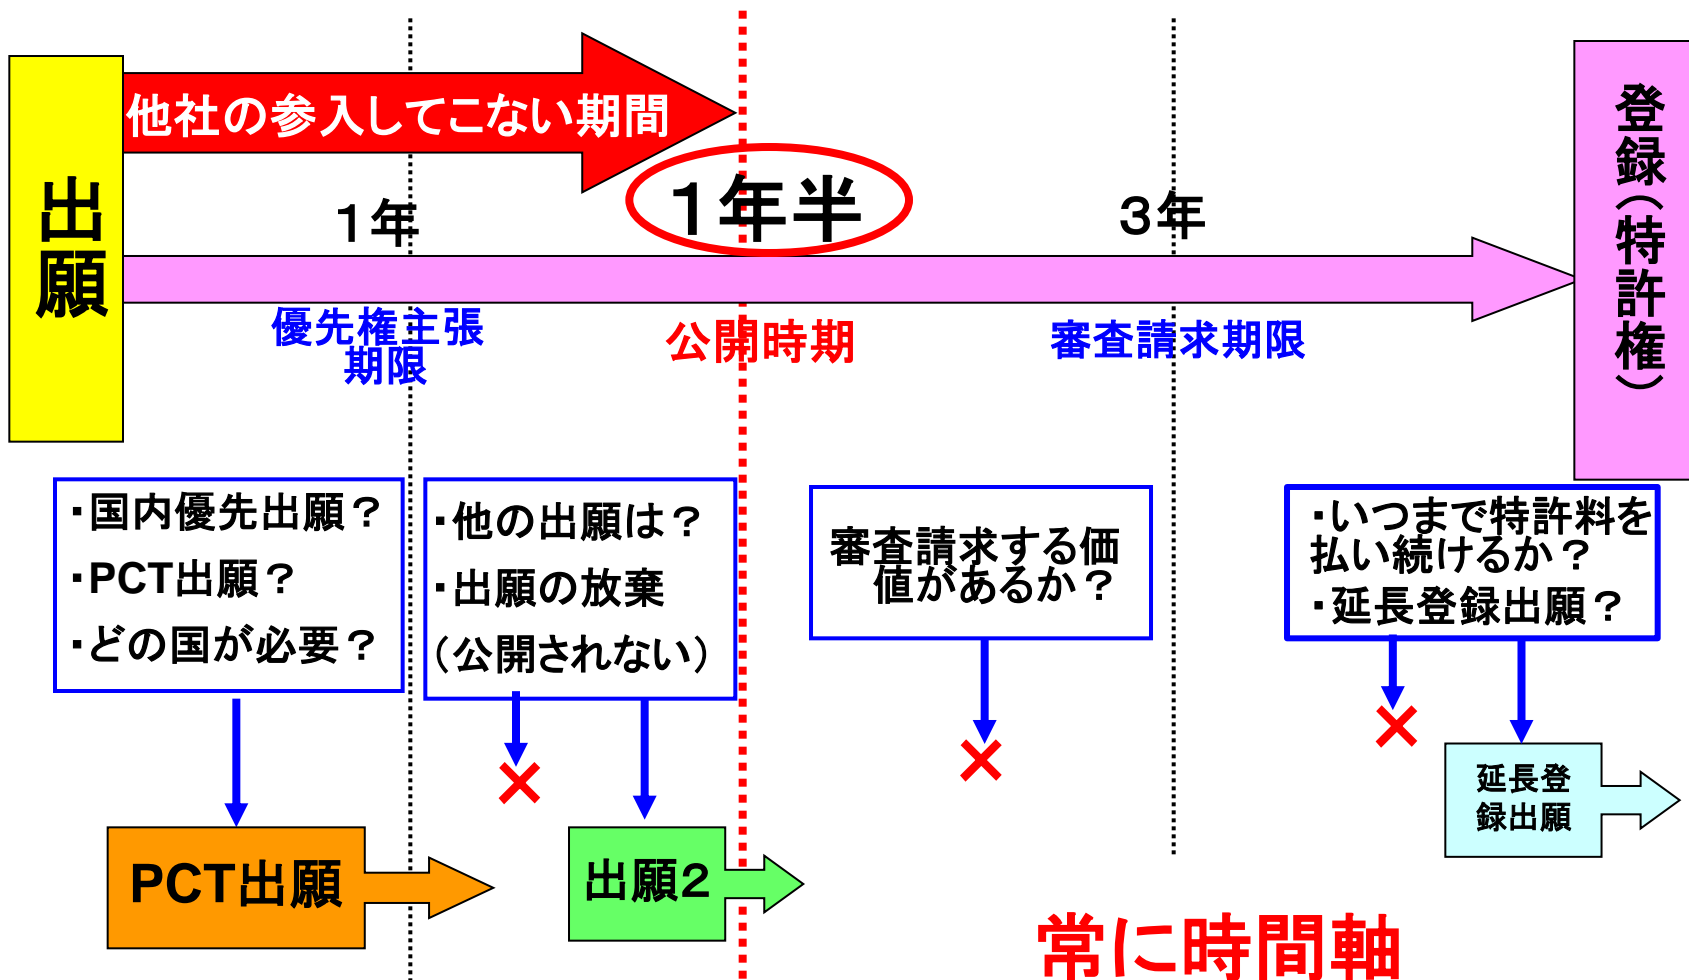 出願
他社の参入してこない期間
1年
1年半
3年
登録(特許権)
優先権主張
期限
公開時期
審査請求期限
・国内優先出願?
・PCT出願?
・どの国が必要?
・他の出願は?
・出願の放棄
(公開されない)
審査請求する価
値があるか?
・いつまで特許料を
払い続けるか?
・延長登録出願?
PCT出願
出願2
延長登
録出願
常に時間軸